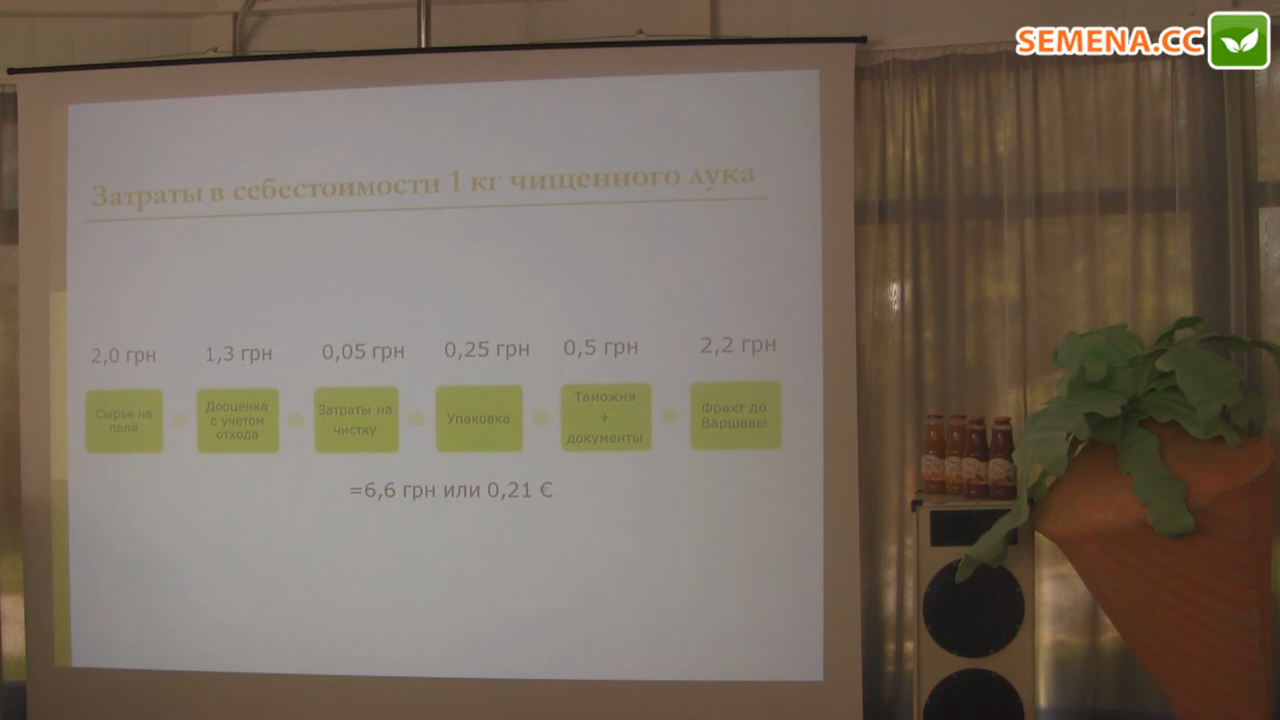 SEMENA.CC
Затраты в себестоимости 1 кг чищенного лука
2,0 грн
1,3 грн
0,05 грн
0,25 грн
0,5 грн
2,2 грн
Сырье на
поле
Дооценка
с учетом
отхода
Затраты на
чистку
Упаковка
Таможня
+
документы
Фрахт до
Варшавы
=6,6 грн или 0,21 €